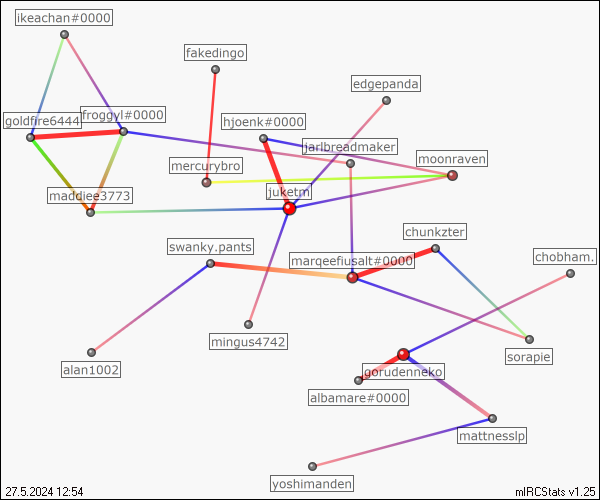 ikeachan#0000
fakedingo
edgepanda
goldfire6444
froggyl#0000
hjoenk#0000
jarlbreadmaker
moonraven
mercurybro
maddiee3773
juketm
chunkzter
swanky.pants
marqeefiusalt#0000
chobham.
mingus4742
sorapie
alan1002
gorudenneko
albamare#0000
mattnesslp
yoshimanden
27.5.2024 12:54
mIRCStats v1.25